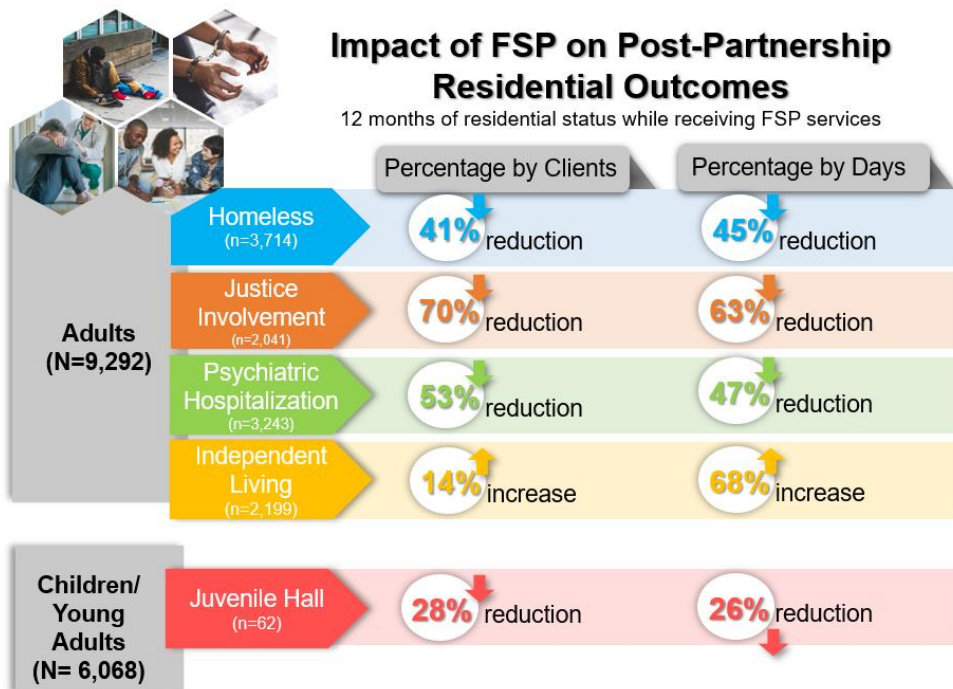 Impact of FSP on Post-Partnership
Residential Outcomes
12 months of residential status while receiving FSP services
Percentage by Clients
Percentage by Days
Adults
(N=9,292)
Homeless
(n=3,714)
41% reduction
45% reduction
Justice
Involvement
(n=2,041)
70% reduction
63% reduction
Psychiatric
Hospitalization
(n=3,243)
53% reduction
47% reduction
Independent
Living
(n=2,199)
14% increase
68% increase
Children/
Young
Adults
(N= 6,068)
Juvenile Hall
(n=62)
28% reduction
26% reduction